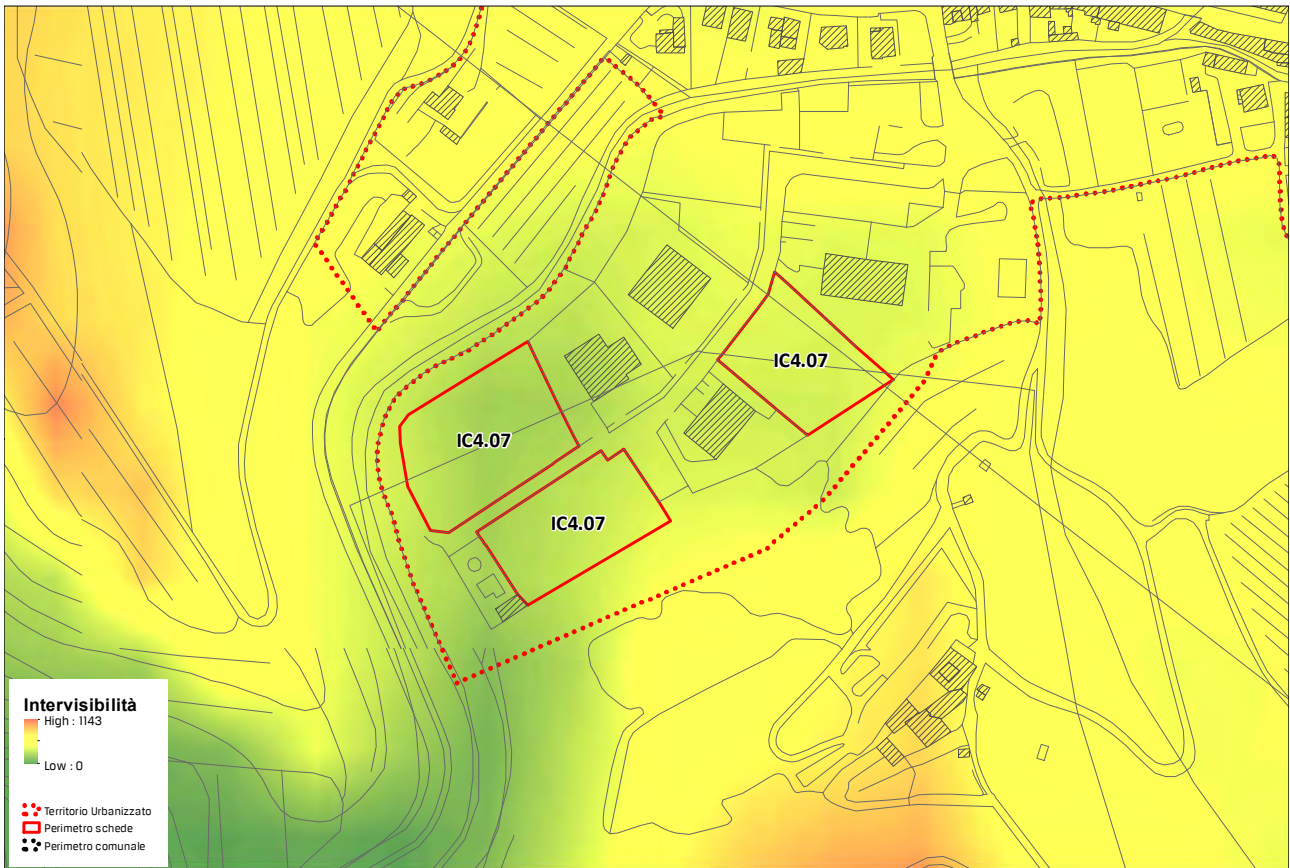 IC4.07
IC4.07
IC4.07
Intervisibilità
High : 1143
Low : 0
Territorio Urbanizzato
Perimetro schede
Perimetro comunale